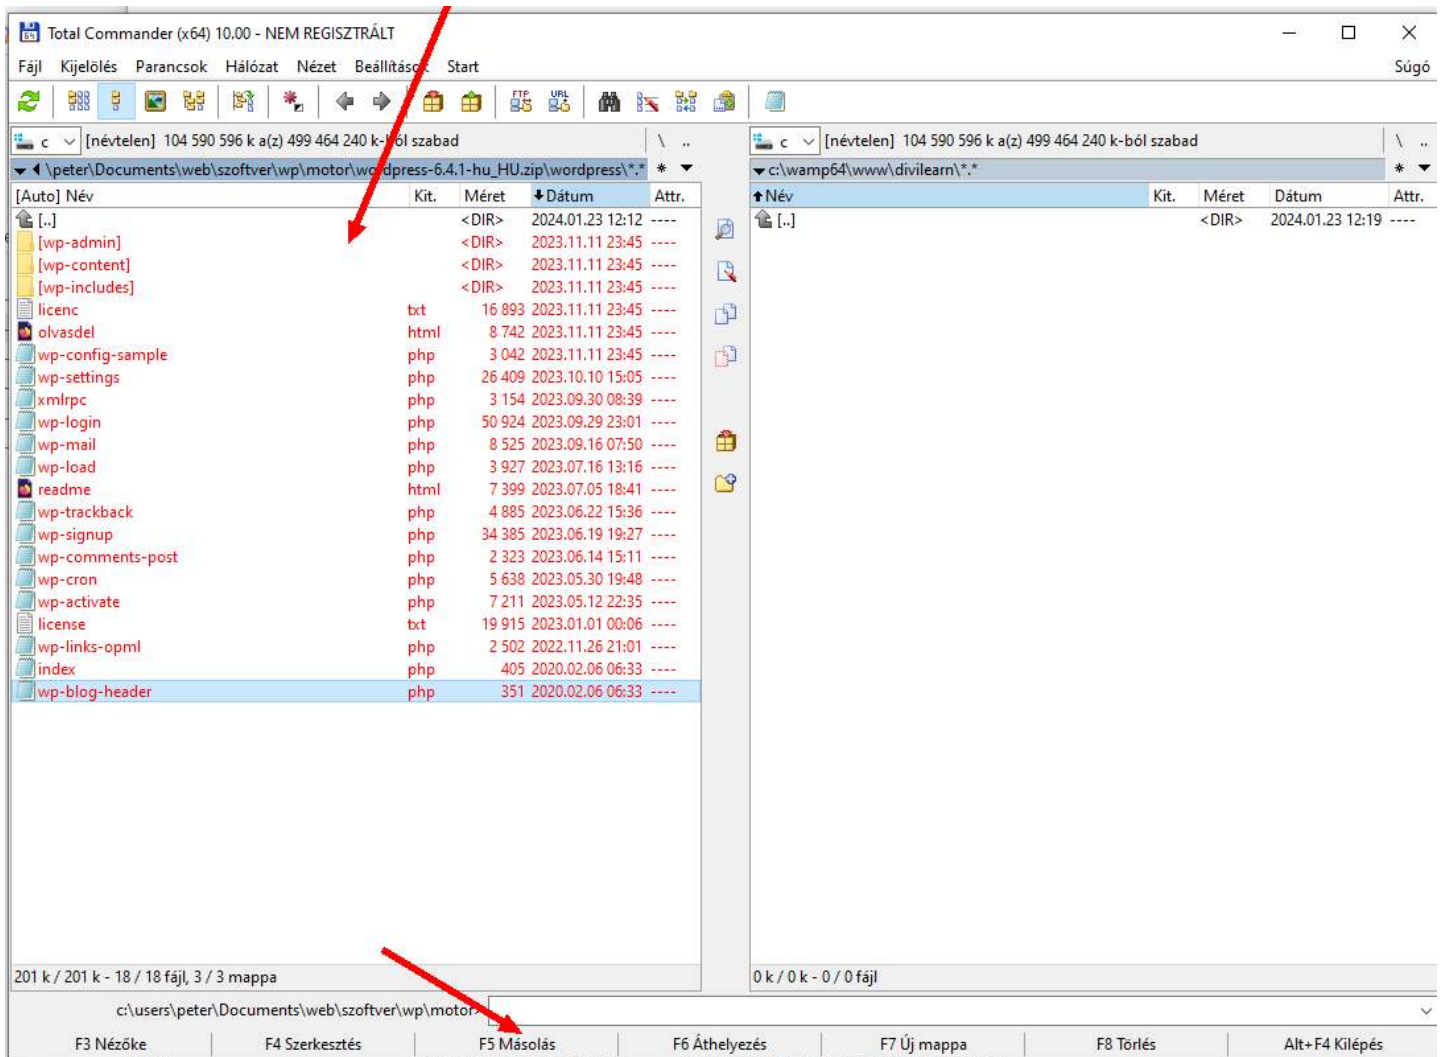 Total Commander (x64) 10.00 - NEM REGISZTRÁLT
Fájl Kijelölés Parancsok Hálózat Nézet Beállítások Start Súgó
FTP URL
c [névtelen] 104 590 596 k a(z) 499 464 240 k-ból szabad \ ..
c [névtelen] 104 590 596 k a(z) 499 464 240 k-ból szabad \ ..
\peter\Documents\web\szoftver\wp\motor\wordpress-6.4.1-hu_HU.zip\wordpress\*.* *
c:\wamp64\www\divilearn\*.* *
[Auto] Név Kit. Méret Dátum Attr.
Név Kit. Méret Dátum Attr.
[..] <DIR> 2024.01.23 12:12 ----
[..] <DIR> 2024.01.23 12:19 ----
[wp-admin] <DIR> 2023.11.11 23:45 ----
[wp-content] <DIR> 2023.11.11 23:45 ----
[wp-includes] <DIR> 2023.11.11 23:45 ----
licenc txt 16 893 2023.11.11 23:45 ----
olvasdel html 8 742 2023.11.11 23:45 ----
wp-config-sample php 3 042 2023.11.11 23:45 ----
wp-settings php 26 409 2023.10.10 15:05 ----
xmlrpc php 3 154 2023.09.30 08:39 ----
wp-login php 50 924 2023.09.29 23:01 ----
wp-mail php 8 525 2023.09.16 07:50 ----
wp-load php 3 927 2023.07.16 13:16 ----
readme html 7 399 2023.07.05 18:41 ----
wp-trackback php 4 885 2023.06.22 15:36 ----
wp-signup php 34 385 2023.06.19 19:27 ----
wp-comments-post php 2 323 2023.06.14 15:11 ----
wp-cron php 5 638 2023.05.30 19:48 ----
wp-activate php 7 211 2023.05.12 22:35 ----
license txt 19 915 2023.01.01 00:06 ----
wp-links-opml php 2 502 2022.11.26 21:01 ----
index php 405 2020.02.06 06:33 ----
wp-blog-header php 351 2020.02.06 06:33 ----
201 k / 201 k - 18 / 18 fájl, 3 / 3 mappa
0 k / 0 k - 0 / 0 fájl
c:\users\peter\Documents\web\szoftver\wp\motor>
F3 Nézőke F4 Szerkesztés F5 Másolás F6 Áthelyezés F7 Új mappa F8 Törlés Alt+F4 Kilépés